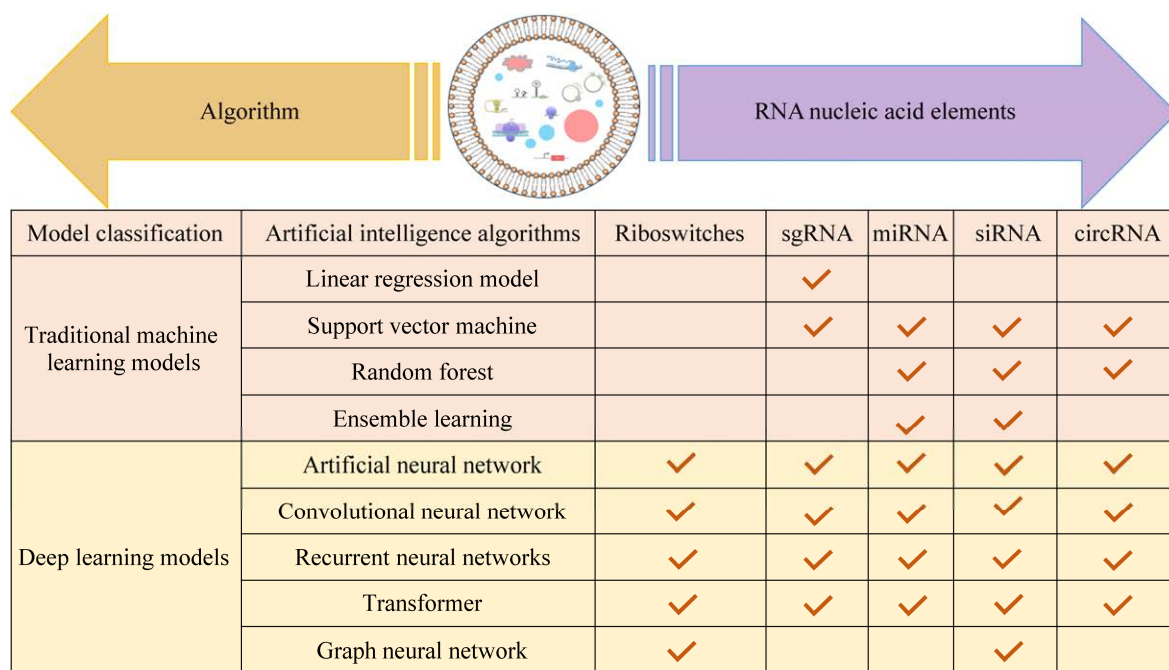 Algorithm
RNA nucleic acid elements
Model classification Artificial intelligence algorithms Riboswitches sgRNA miRNA siRNA circRNA
Traditional machine
learning models
Linear regression model ✓
Support vector machine ✓ ✓ ✓ ✓
Random forest ✓ ✓ ✓
Ensemble learning ✓ ✓
Deep learning models
Artificial neural network ✓ ✓ ✓ ✓ ✓
Convolutional neural network ✓ ✓ ✓ ✓ ✓
Recurrent neural networks ✓ ✓ ✓ ✓ ✓
Transformer ✓ ✓ ✓ ✓ ✓
Graph neural network ✓ ✓